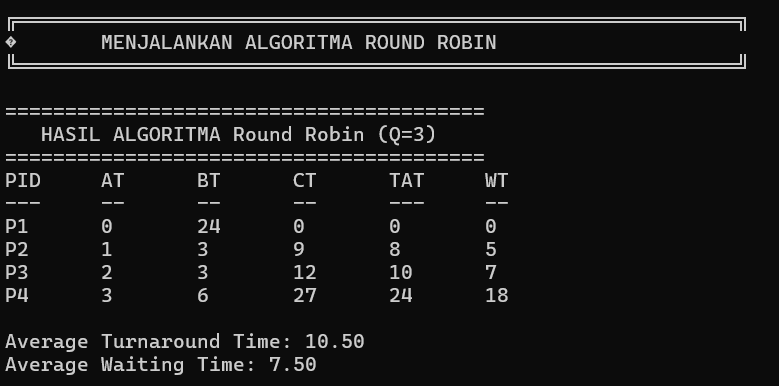 MENJALANKAN ALGORITMA ROUND ROBIN
========================================
HASIL ALGORITMA Round Robin (Q=3)
========================================
PID AT BT CT TAT WT
--- -- -- -- --- --
P1 0 24 0 0 0
P2 1 3 9 8 5
P3 2 3 12 10 7
P4 3 6 27 24 18
Average Turnaround Time: 10.50
Average Waiting Time: 7.50